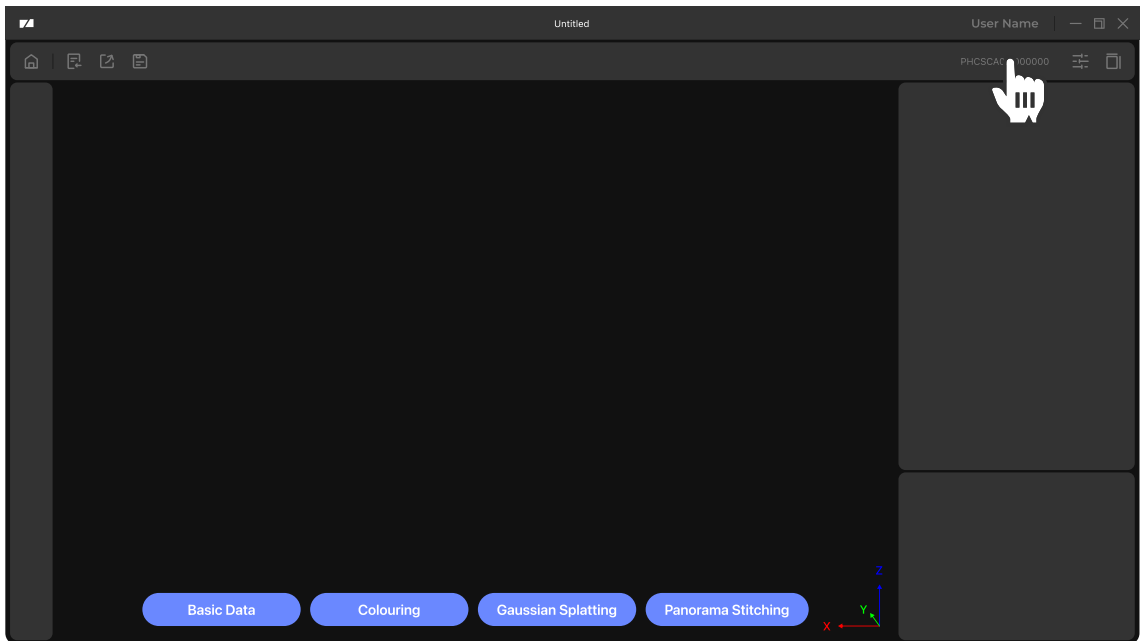 Untitled
User Name
Basic Data
Colouring
Gaussian Splatting
Panorama Stitching
Z
Y
X